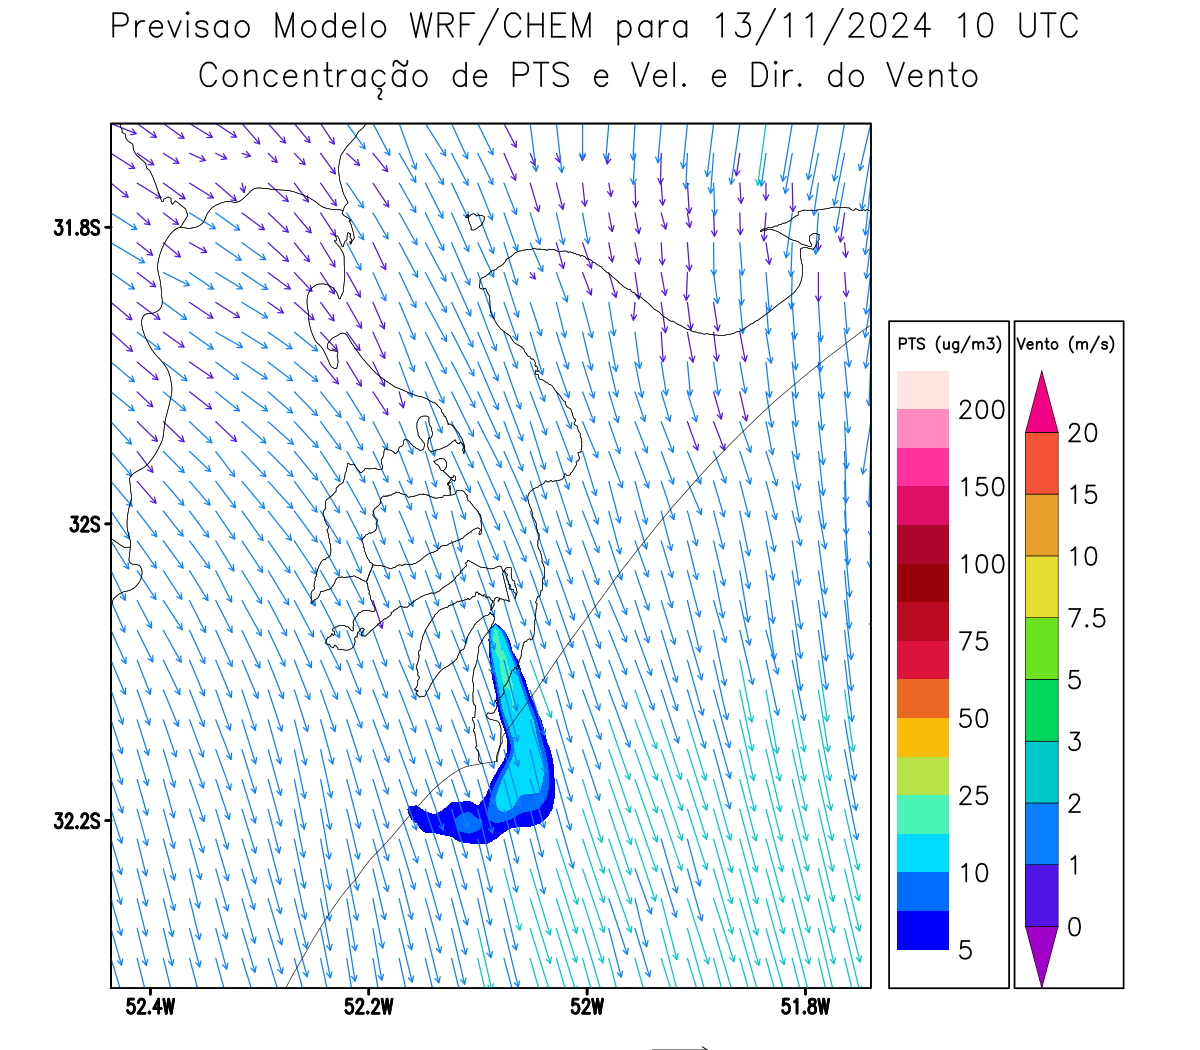 Previsao Modelo WRF/CHEM para 13/11/2024 10 UTC
Concentração de PTS e Vel. e Dir. do Vento
31.8S
32S
32.2S
52.4W
52.2W
52W
51.8W
PTS (ug/m3)
200
150
100
75
50
25
10
5
Vento (m/s)
20
15
10
7.5
5
3
2
1
0